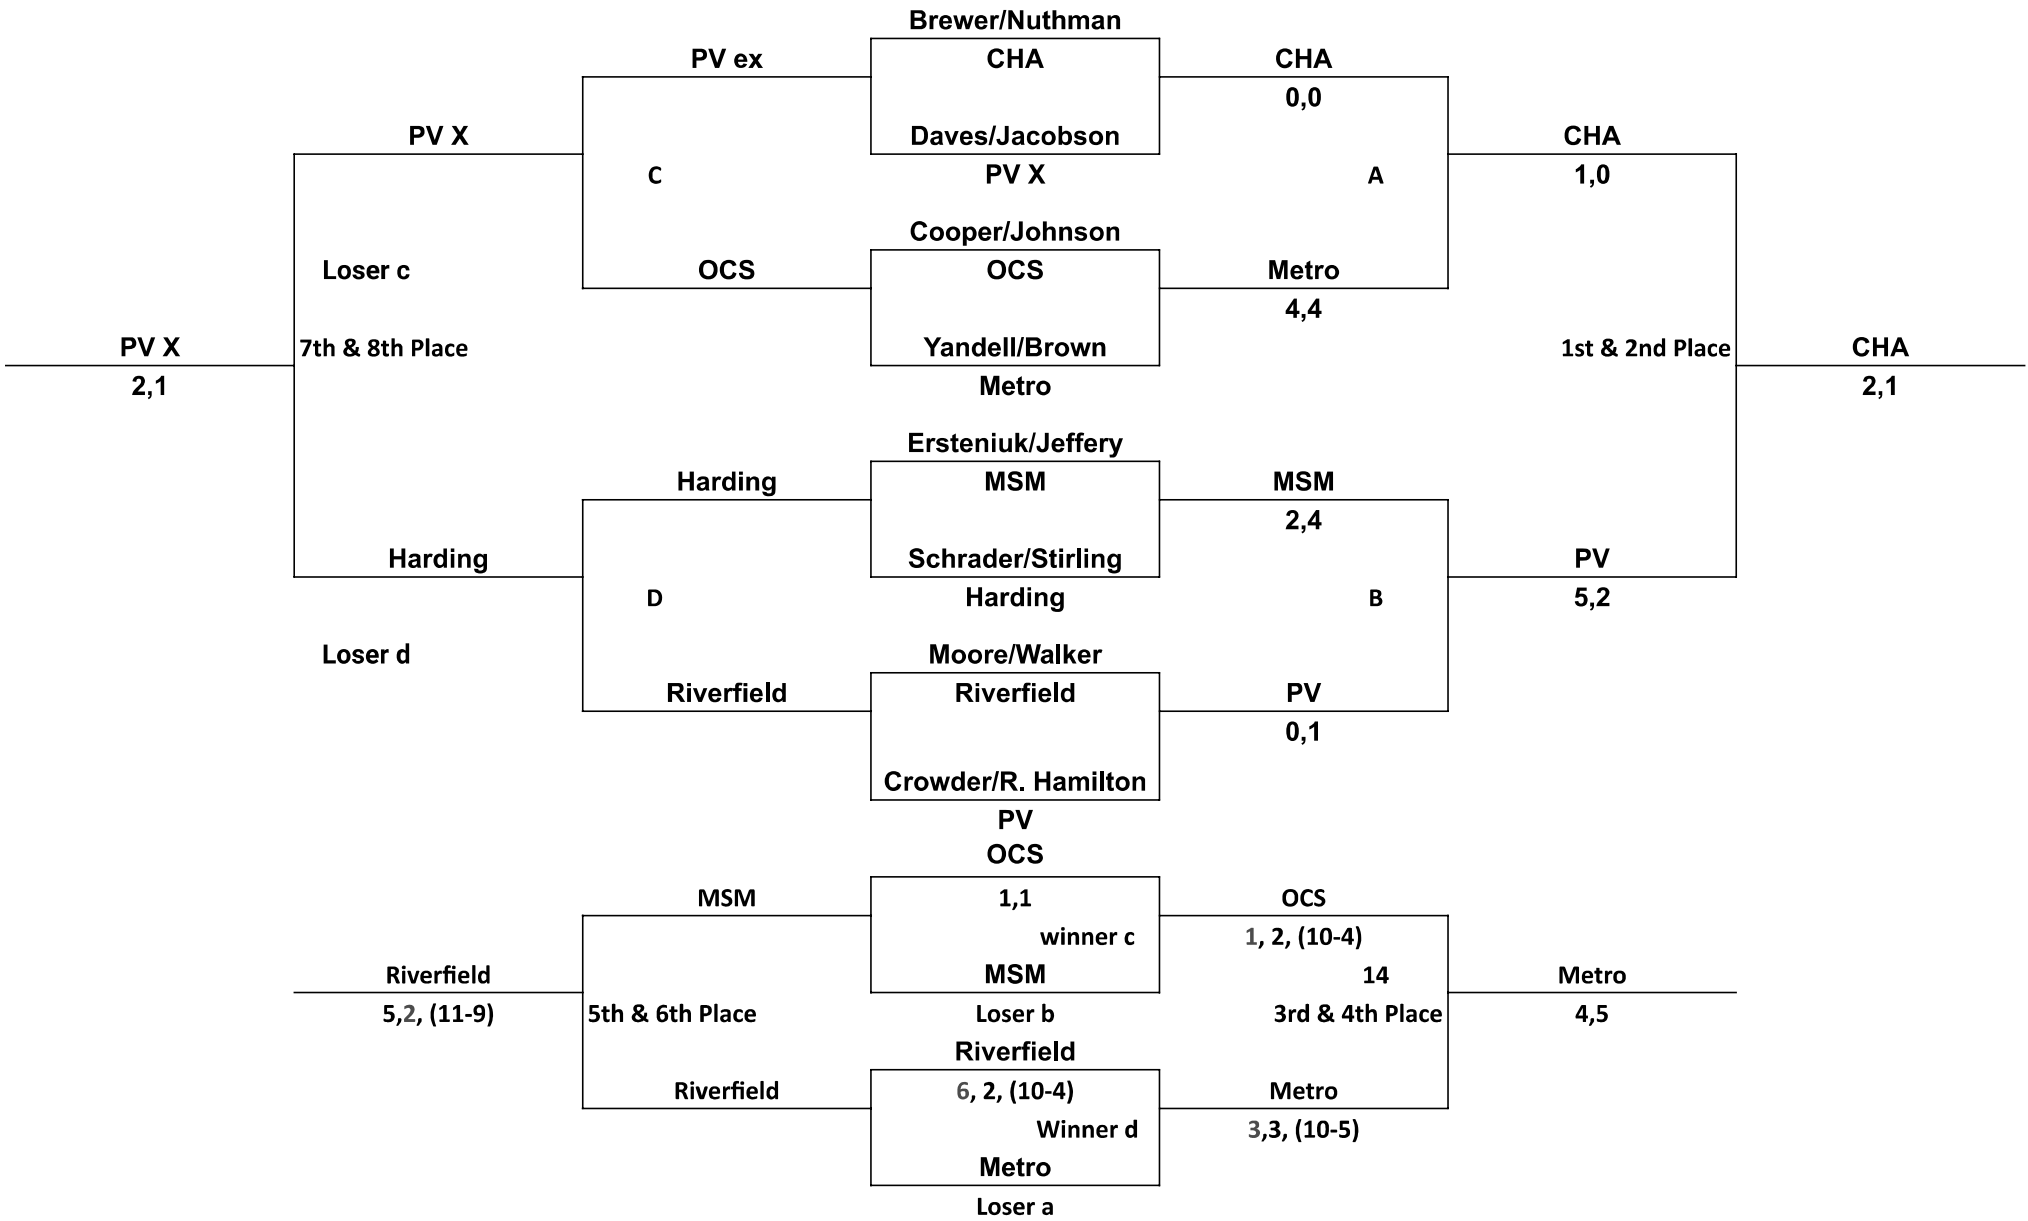 Brewer/Nuthman
PV ex CHA CHA
0,0
PV X Daves/Jacobson CHA
C PV X A 1,0
Cooper/Johnson
Loser c OCS OCS Metro
4,4
PV X 7th & 8th Place Yandell/Brown 1st & 2nd Place CHA
2,1 Metro 2,1
Ersteniuk/Jeffery
Harding MSM MSM
2,4
Harding Schrader/Stirling PV
D Harding B 5,2
Loser d Moore/Walker
Riverfield Riverfield PV
0,1
Crowder/R. Hamilton
PV
OCS
MSM 1,1 OCS
winner c 1, 2, (10-4)
Riverfield MSM 14 Metro
5,2, (11-9) 5th & 6th Place Loser b 3rd & 4th Place 4,5
Riverfield
Riverfield 6, 2, (10-4) Metro
Winner d 3,3, (10-5)
Metro
Loser a